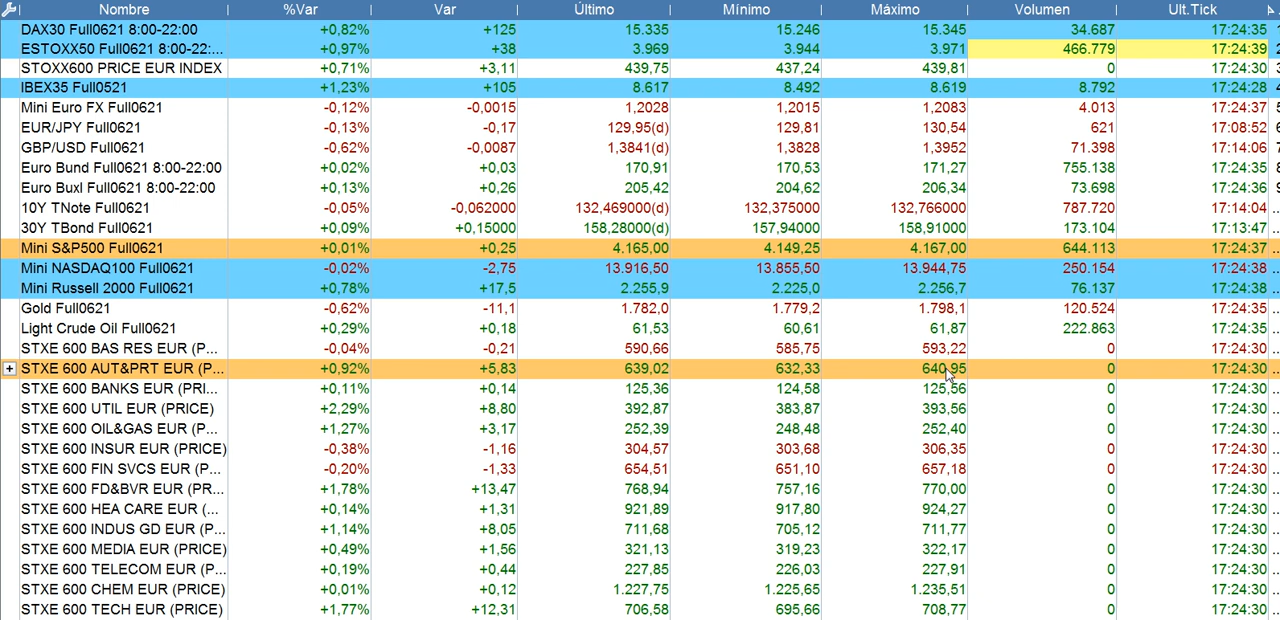 Nombre %Var Var Último Mínimo Máximo Volumen Ult.Tick
DAX30 Full0621 8:00-22:00 +0,82% +125 15.335 15.246 15.345 34.687 17:24:35
ESTOXX50 Full0621 8:00-22:... +0,97% +38 3.969 3.944 3.971 466.779 17:24:39
STOXX600 PRICE EUR INDEX +0,71% +3,11 439,75 437,24 439,81 0 17:24:30
IBEX35 Full0521 +1,23% +105 8.617 8.492 8.619 8.792 17:24:28
Mini Euro FX Full0621 -0,12% -0,0015 1,2028 1,2015 1,2083 4.013 17:24:37
EUR/JPY Full0621 -0,13% -0,17 129,95(d) 129,81 130,54 621 17:08:52
GBP/USD Full0621 -0,62% -0,0087 1,3841(d) 1,3828 1,3952 71.398 17:14:06
Euro Bund Full0621 8:00-22:00 +0,02% +0,03 170,91 170,53 171,27 755.138 17:24:35
Euro Buxl Full0621 8:00-22:00 +0,13% +0,26 205,42 204,62 206,34 73.698 17:24:36
10Y TNote Full0621 -0,05% -0,062000 132,469000(d) 132,375000 132,766000 787.720 17:14:04 ..
30Y TBond Full0621 +0,09% +0,15000 158,28000(d) 157,94000 158,91000 173.104 17:13:47 ..
Mini S&P500 Full0621 +0,01% +0,25 4.165,00 4.149,25 4.167,00 644.113 17:24:37 ..
Mini NASDAQ100 Full0621 -0,02% -2,75 13.916,50 13.855,50 13.944,75 250.154 17:24:38 ..
Mini Russell 2000 Full0621 +0,78% +17,5 2.255,9 2.225,0 2.256,7 76.137 17:24:38 ..
Gold Full0621 -0,62% -11,1 1.782,0 1.779,2 1.798,1 120.524 17:24:35 ..
Light Crude Oil Full0621 +0,29% +0,18 61,53 60,61 61,87 222.863 17:24:35 ..
STXE 600 BAS RES EUR (P... -0,04% -0,21 590,66 585,75 593,22 0 17:24:30 ..
STXE 600 AUT&PRT EUR (P... +0,92% +5,83 639,02 632,33 640,95 0 17:24:30 ..
STXE 600 BANKS EUR (PRI... +0,11% +0,14 125,36 124,58 125,56 0 17:24:30 ..
STXE 600 UTIL EUR (PRICE) +2,29% +8,80 392,87 383,87 393,56 0 17:24:30 ..
STXE 600 OIL&GAS EUR (P... +1,27% +3,17 252,39 248,48 252,40 0 17:24:30 ..
STXE 600 INSUR EUR (PRICE) -0,38% -1,16 304,57 303,68 306,35 0 17:24:30 ..
STXE 600 FIN SVCS EUR (P... -0,20% -1,33 654,51 651,10 657,18 0 17:24:30 ..
STXE 600 FD&BVR EUR (PR... +1,78% +13,47 768,94 757,16 770,00 0 17:24:30 ..
STXE 600 HEA CARE EUR (... +0,14% +1,31 921,89 917,80 924,27 0 17:24:30 ..
STXE 600 INDUS GD EUR (P... +1,14% +8,05 711,68 705,12 711,77 0 17:24:30 ..
STXE 600 MEDIA EUR (PRICE) +0,49% +1,56 321,13 319,23 322,17 0 17:24:30 ..
STXE 600 TELECOM EUR (P... +0,19% +0,44 227,85 226,03 227,91 0 17:24:30 ..
STXE 600 CHEM EUR (PRICE) +0,01% +0,12 1.227,75 1.225,65 1.235,51 0 17:24:30 ..
STXE 600 TECH EUR (PRICE) +1,77% +12,31 706,58 695,66 708,77 0 17:24:30 ..